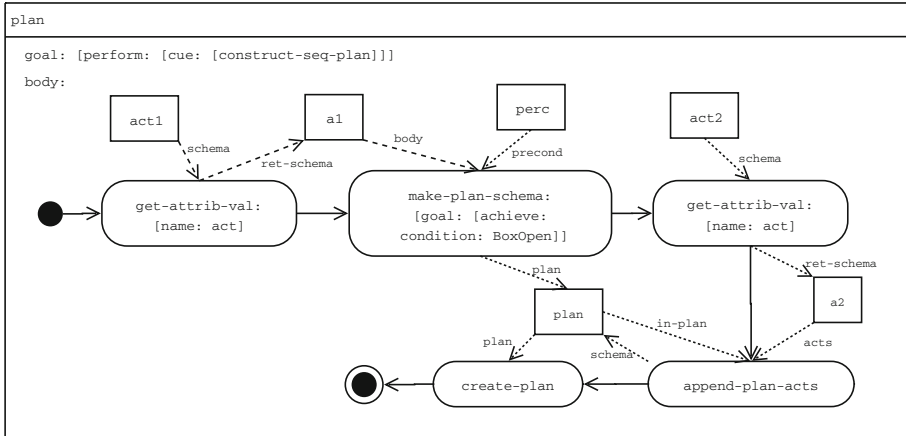 plan
goal: [perform: [cue: [construct-seq-plan]]]
body:
act1
a1
perc
act2
schema
ret-schema
body
precond
schema
get-attrib-val:
[name: act]
make-plan-schema:
[goal: [achieve:
condition: BoxOpen]]
get-attrib-val:
[name: act]
plan
ret-schema
plan
a2
in-plan
plan
schema
acts
create-plan
append-plan-acts